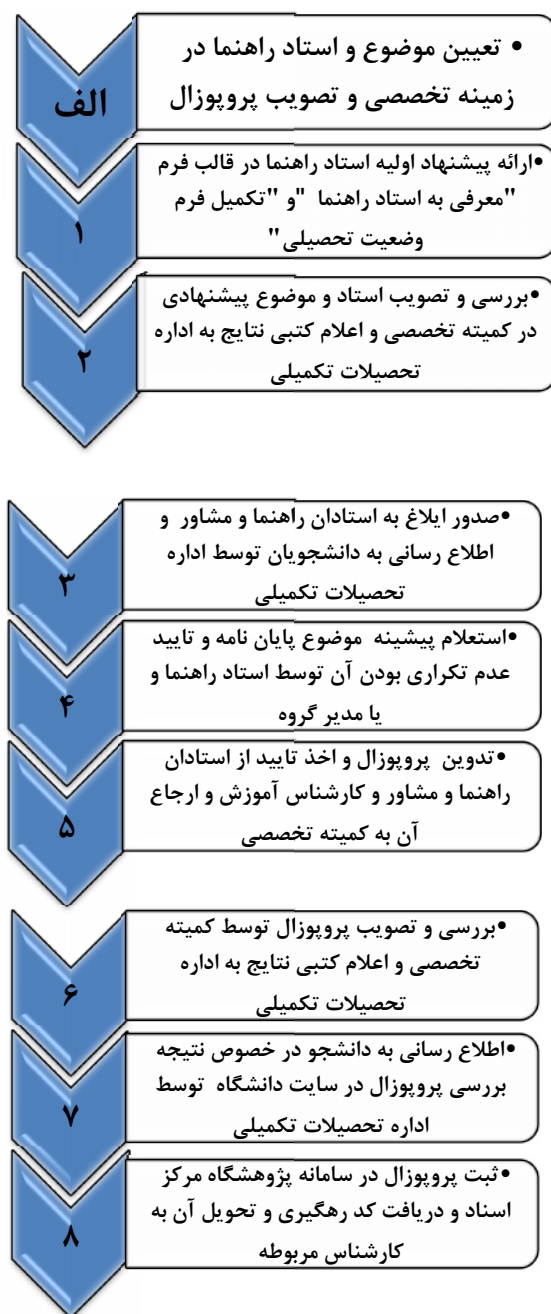 الف
• تعیین موضوع و استاد راهنما در
زمینه تخصصی و تصویب پروپوزال
۱
•ارائه پیشنهاد اولیه استاد راهنما در قالب فرم
"معرفی به استاد راهنما "و "تکمیل فرم
وضعیت تحصیلی"
۲
•بررسی و تصویب استاد و موضوع پیشنهادی
در کمیته تخصصی و اعلام کتبی نتایج به اداره
تحصیلات تکمیلی
۳
•صدور ابلاغ به استادان راهنما و مشاور و
اطلاع رسانی به دانشجویان توسط اداره
تحصیلات تکمیلی
۴
•استعلام پیشینه موضوع پایان نامه و تایید
عدم تکراری بودن آن توسط استاد راهنما و
یا مدیر گروه
۵
•تدوین پروپوزال و اخذ تایید از استادان
راهنما و مشاور و کارشناس آموزش و ارجاع
آن به کمیته تخصصی
۶
•بررسی و تصویب پروپوزال توسط کمیته
تخصصی و اعلام کتبی نتایج به اداره
تحصیلات تکمیلی
۷
•اطلاع رسانی به دانشجو در خصوص نتیجه
بررسی پروپوزال در سایت دانشگاه توسط
اداره تحصیلات تکمیلی
۸
•ثبت پروپوزال در سامانه پژوهشگاه مرکز
اسناد و دریافت کد رهگیری و تحویل آن به
کارشناس مربوطه